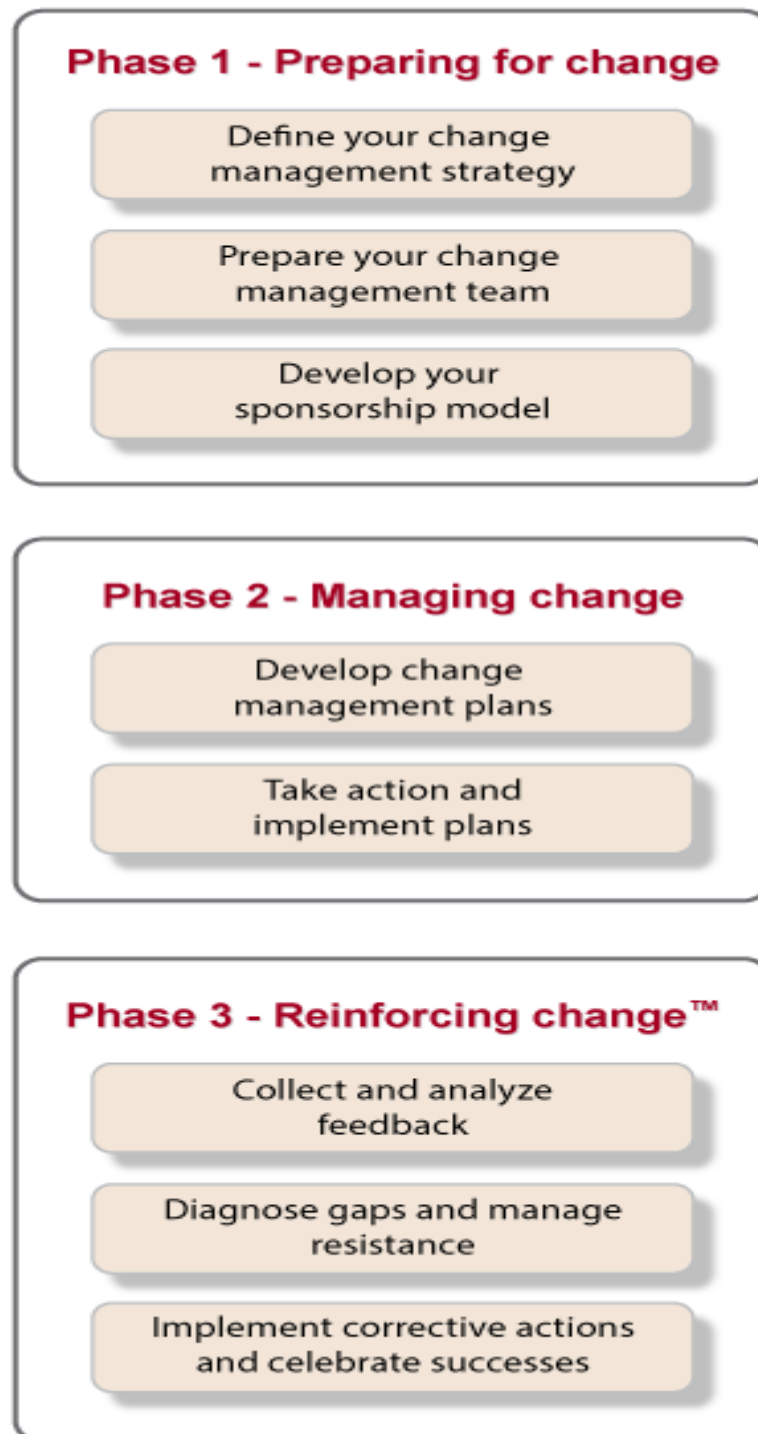 Phase 1 - Preparing for change
Define your change
management strategy
Prepare your change
management team
Develop your
sponsorship model
Phase 2 - Managing change
Develop change
management plans
Take action and
implement plans
Phase 3 - Reinforcing change™
Collect and analyze
feedback
Diagnose gaps and manage
resistance
Implement corrective actions
and celebrate successes